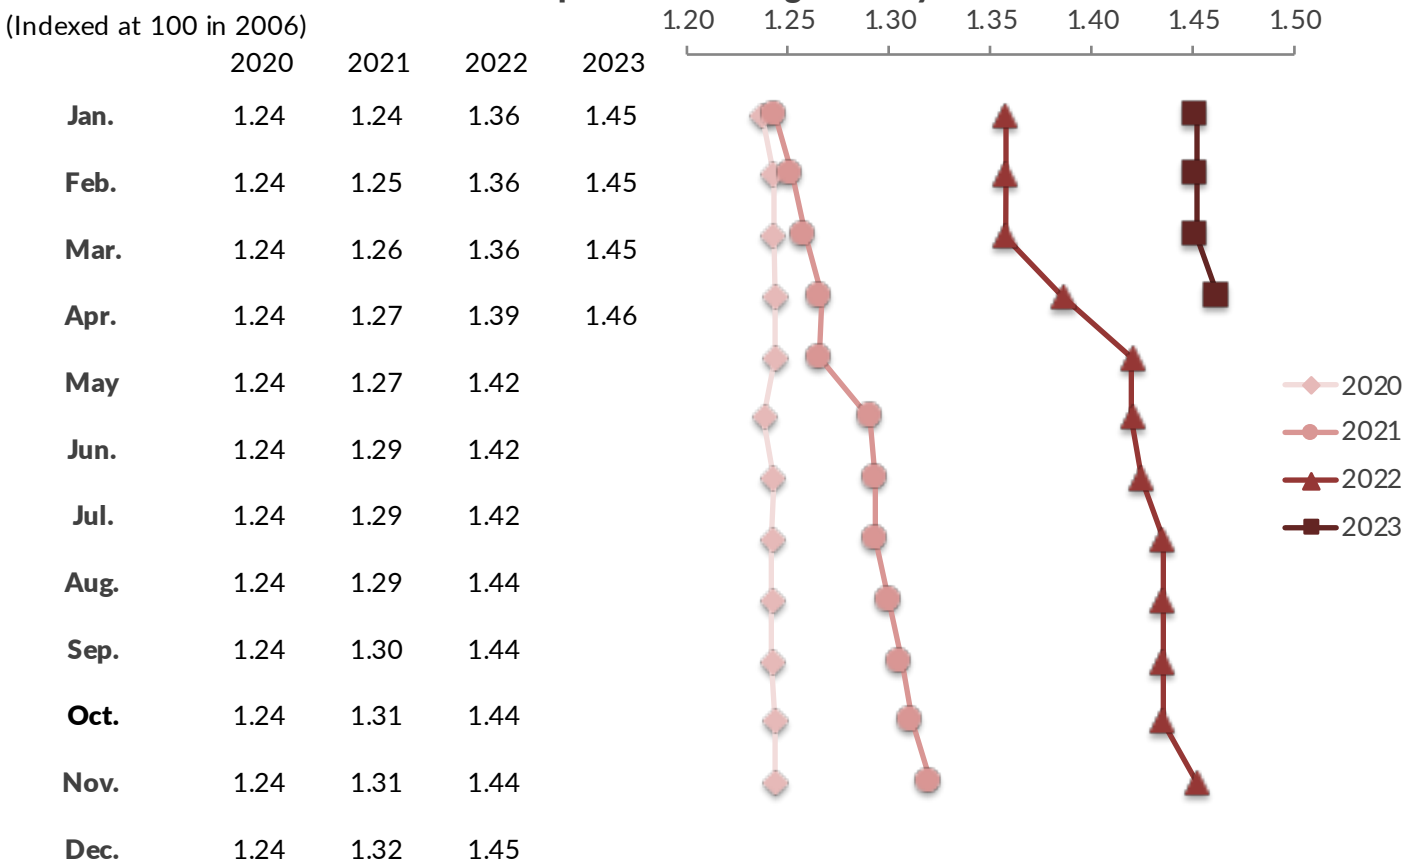 (Indexed at 100 in 2006)
1.20 1.25 1.30 1.35 1.40 1.45 1.50
2020 2021 2022 2023
Jan. 1.24 1.24 1.36 1.45
Feb. 1.24 1.25 1.36 1.45
Mar. 1.24 1.26 1.36 1.45
Apr. 1.24 1.27 1.39 1.46
May 1.24 1.27 1.42
Jun. 1.24 1.29 1.42
Jul. 1.24 1.29 1.42
Aug. 1.24 1.29 1.44
Sep. 1.24 1.30 1.44
Oct. 1.24 1.31 1.44
Nov. 1.24 1.31 1.44
Dec. 1.24 1.32 1.45
2020
2021
2022
2023